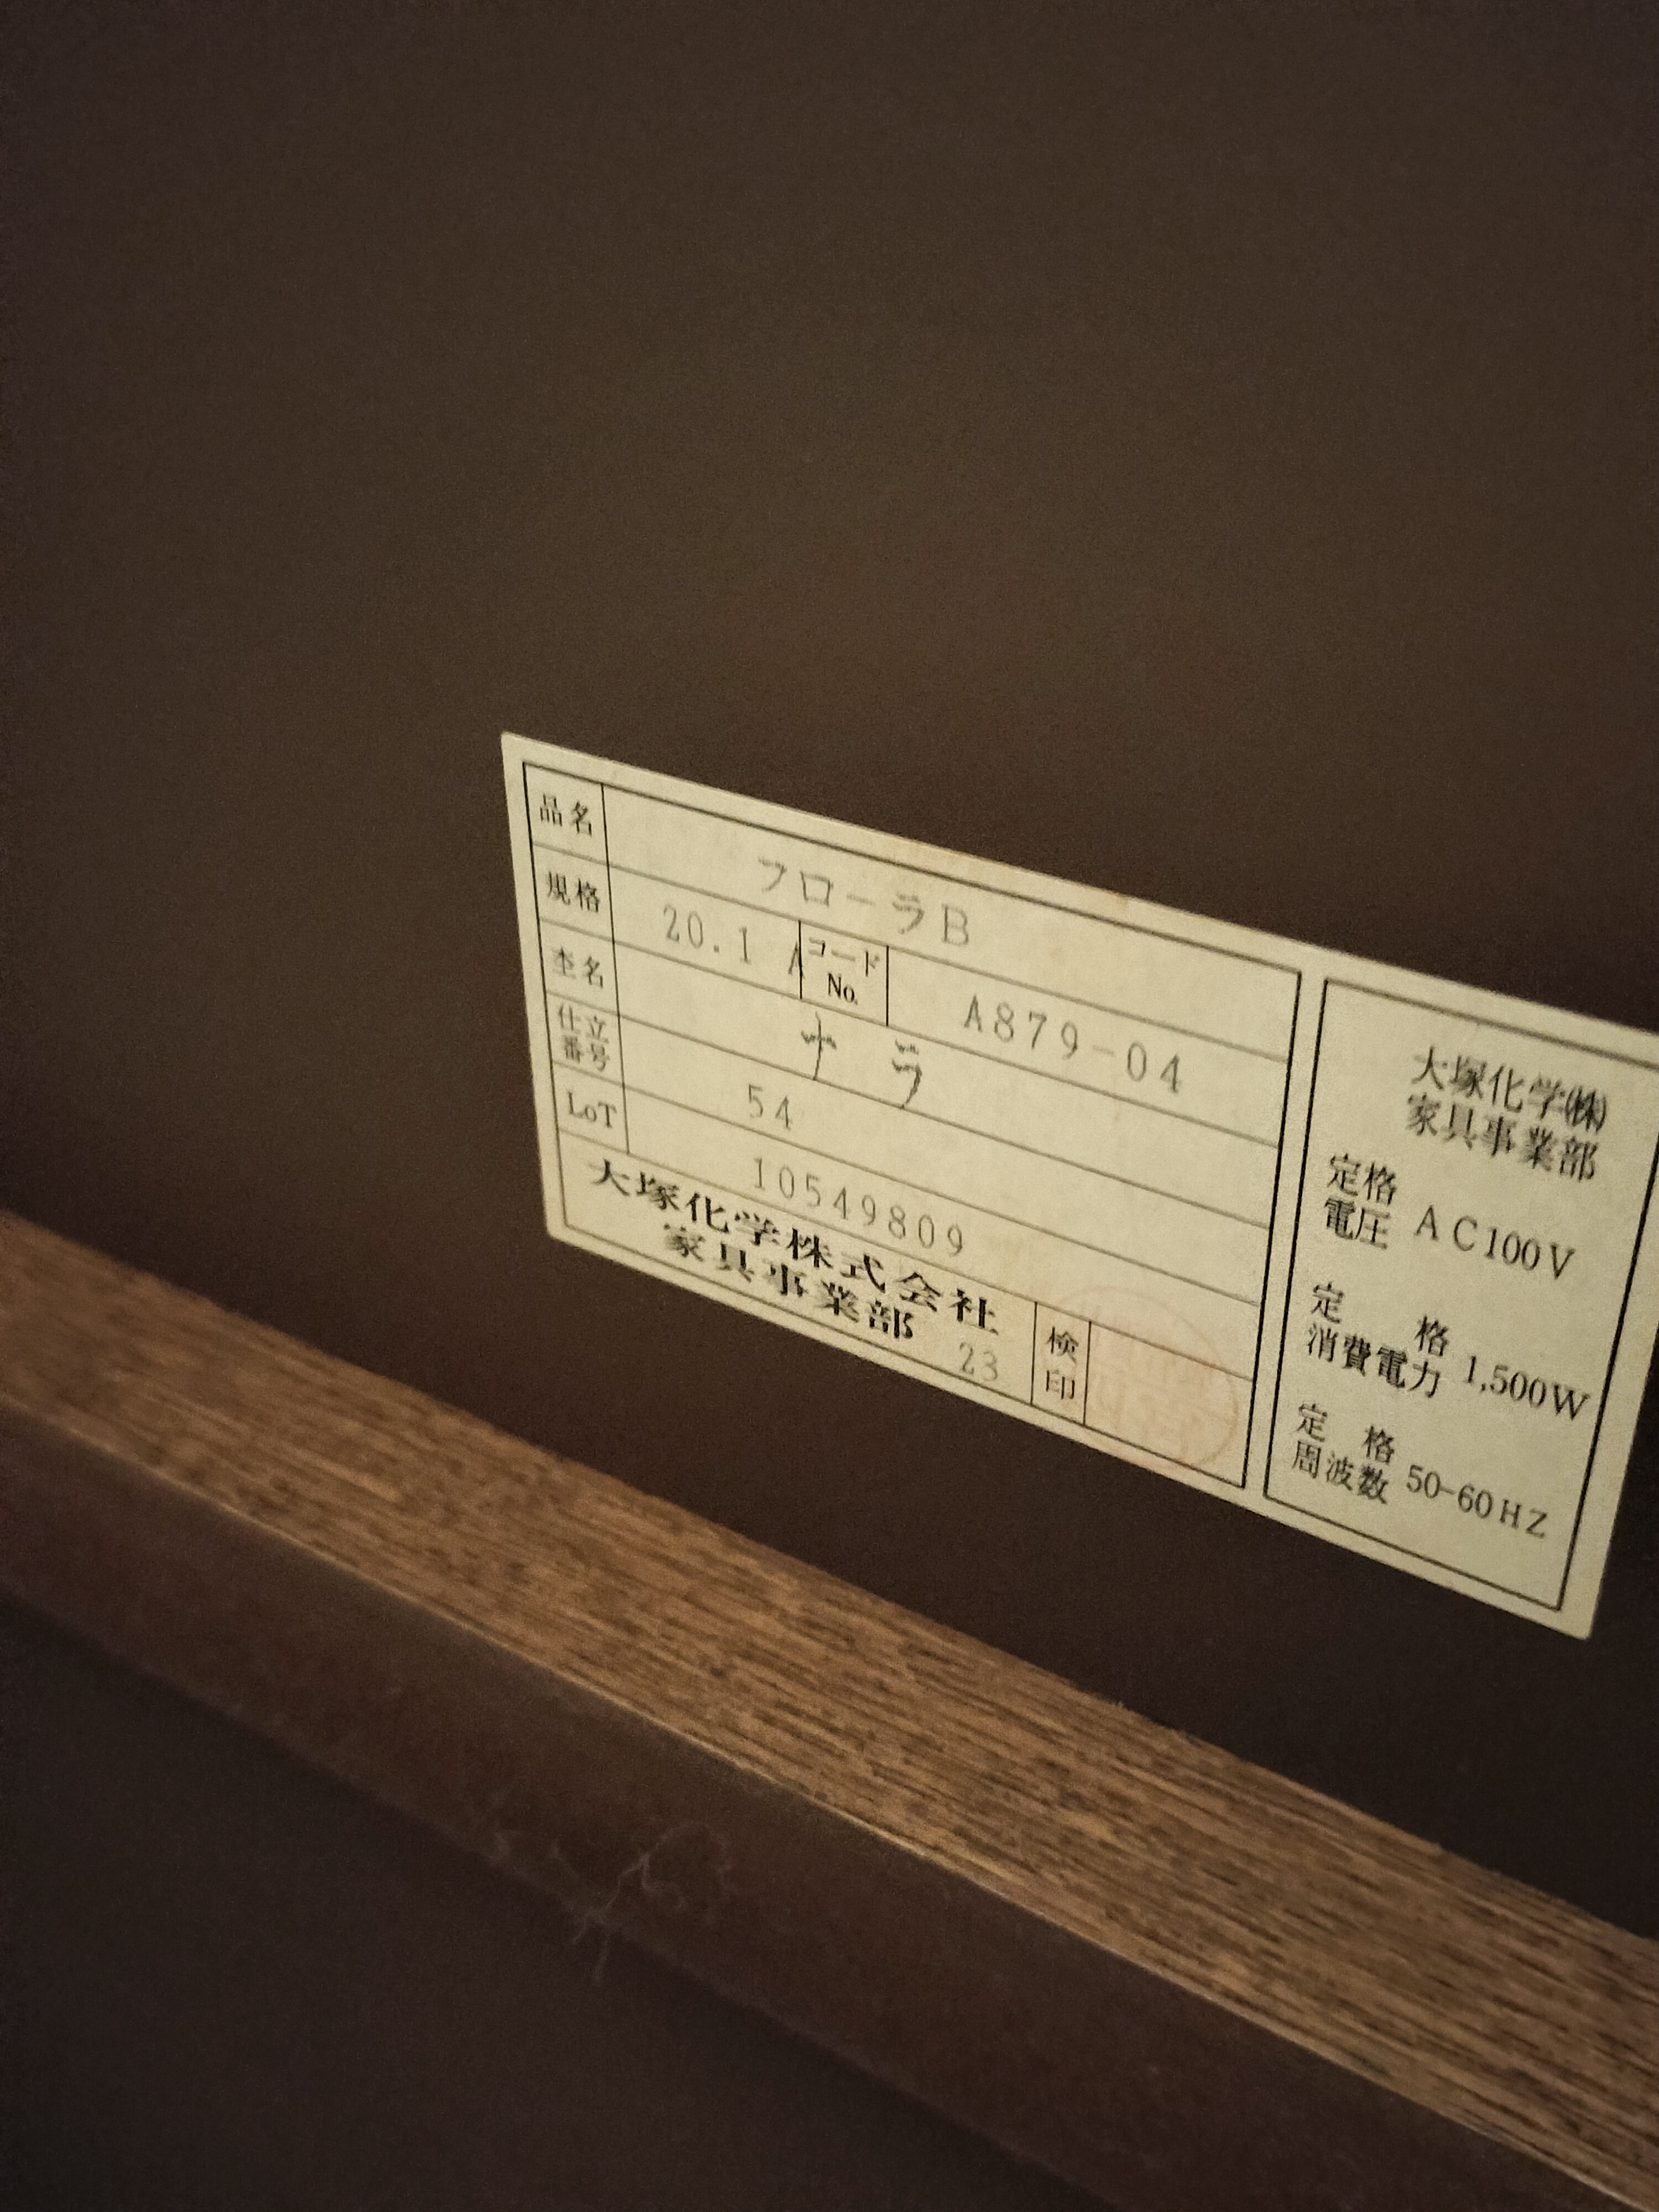 品名 フローラB
規格 20.1 A コードNo. A879-04
杢名 ナラ
仕立番号 54
LoT 10549809
大塚化学株式会社
家具事業部 23
検印
大塚化学㈱
家具事業部
定格電圧 AC100V
定格消費電力 1,500W
定格周波数 50-60HZ